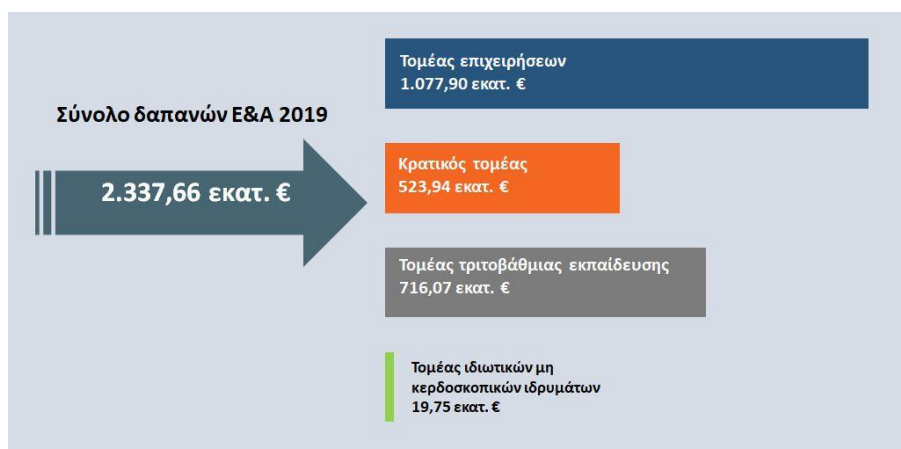 Σύνολο δαπανών Ε&Α 2019
2.337,66 εκατ. €
Τομέας επιχειρήσεων
1.077,90 εκατ. €
Κρατικός τομέας
523,94 εκατ. €
Τομέας τριτοβάθμιας εκπαίδευσης
716,07 εκατ. €
Τομέας ιδιωτικών μη
κερδοσκοπικών ιδρυμάτων
19,75 εκατ. €